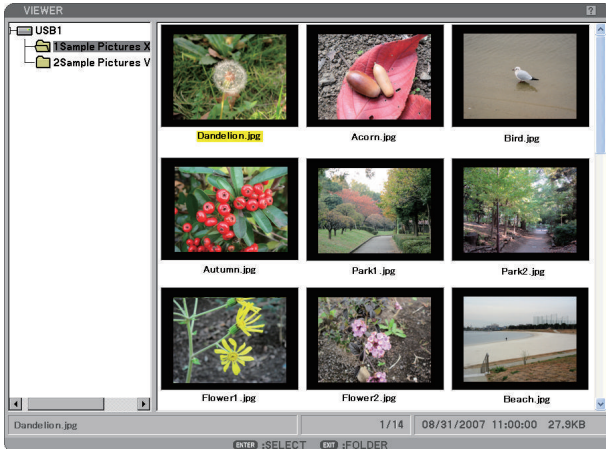 VIEWER ?
USB1
1Sample Pictures X
2Sample Pictures V
Dandelion.jpg Acorn.jpg Bird.jpg
Autumn.jpg Park1.jpg Park2.jpg
Flower1.jpg Flower2.jpg Beach.jpg
Dandelion.jpg 1/14 08/31/2007 11:00:00 27.9KB
ENTER :SELECT EXIT :FOLDER